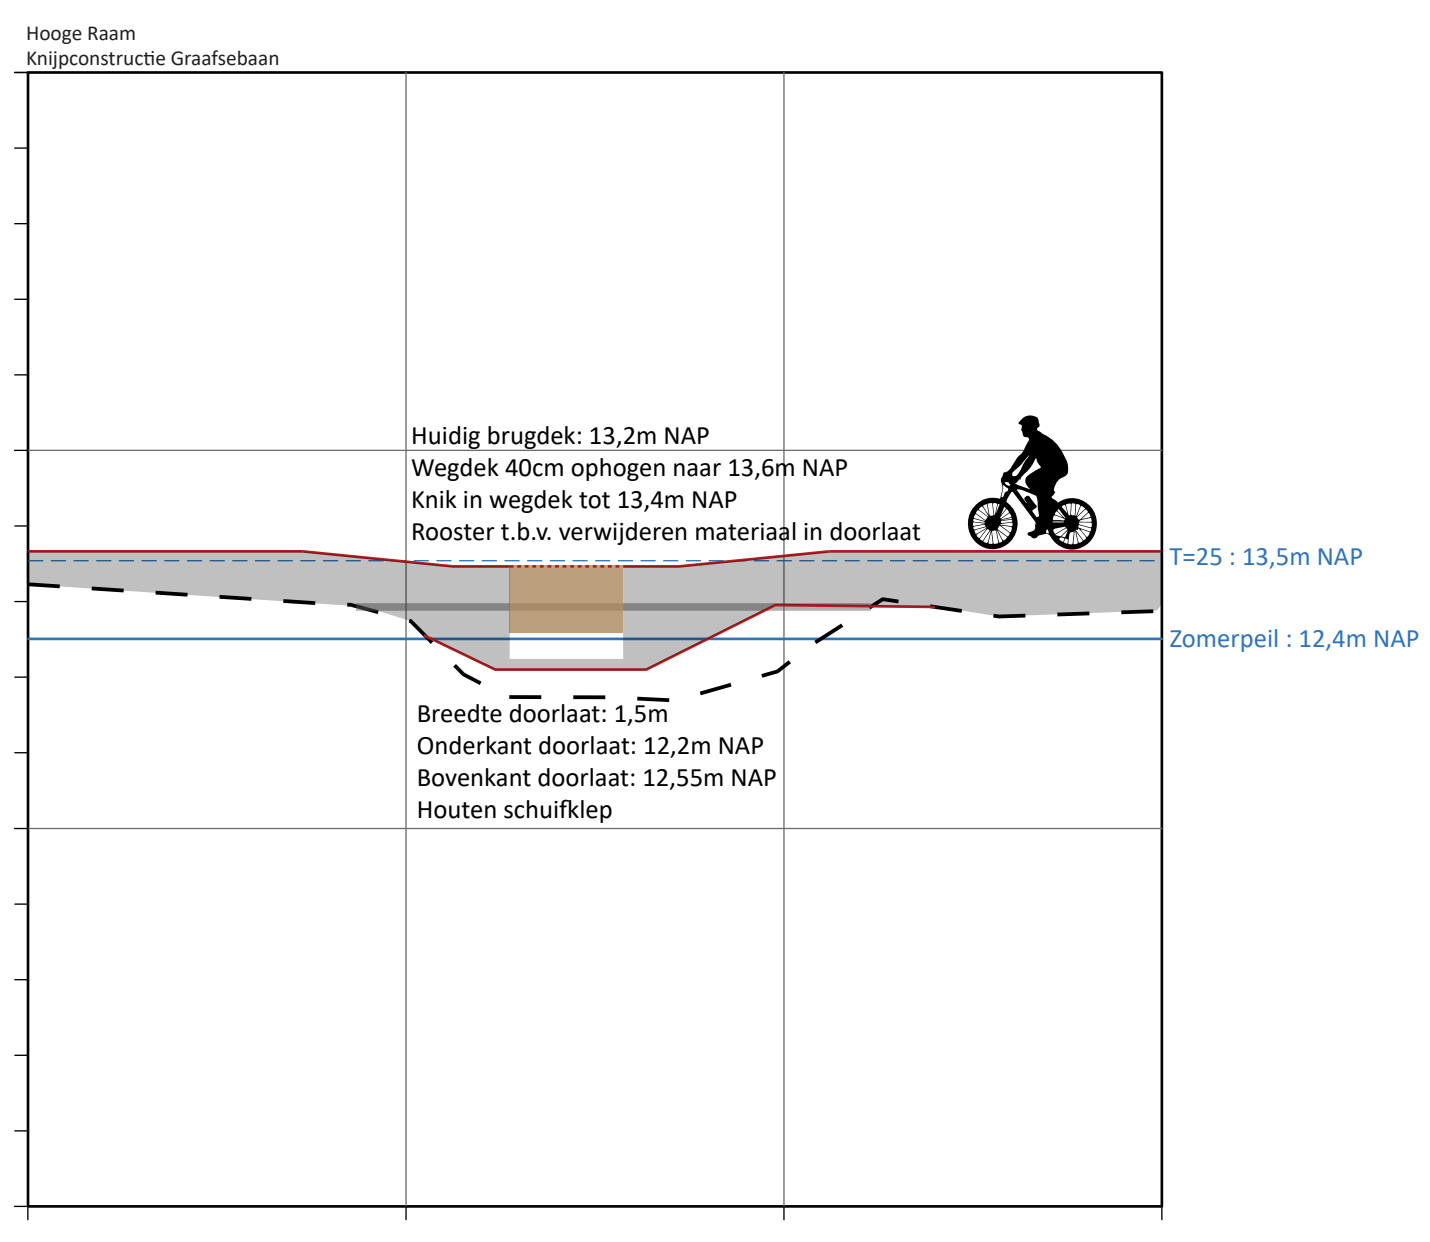 Hooge Raam
Knijpconstructie Graafsebaan
Huidig brugdek: 13,2m NAP
Wegdek 40cm ophogen naar 13,6m NAP
Knik in wegdek tot 13,4m NAP
Rooster t.b.v. verwijderen materiaal in doorlaat
T=25 : 13,5m NAP
Zomerpeil : 12,4m NAP
Breedte doorlaat: 1,5m
Onderkant doorlaat: 12,2m NAP
Bovenkant doorlaat: 12,55m NAP
Houten schuifklep